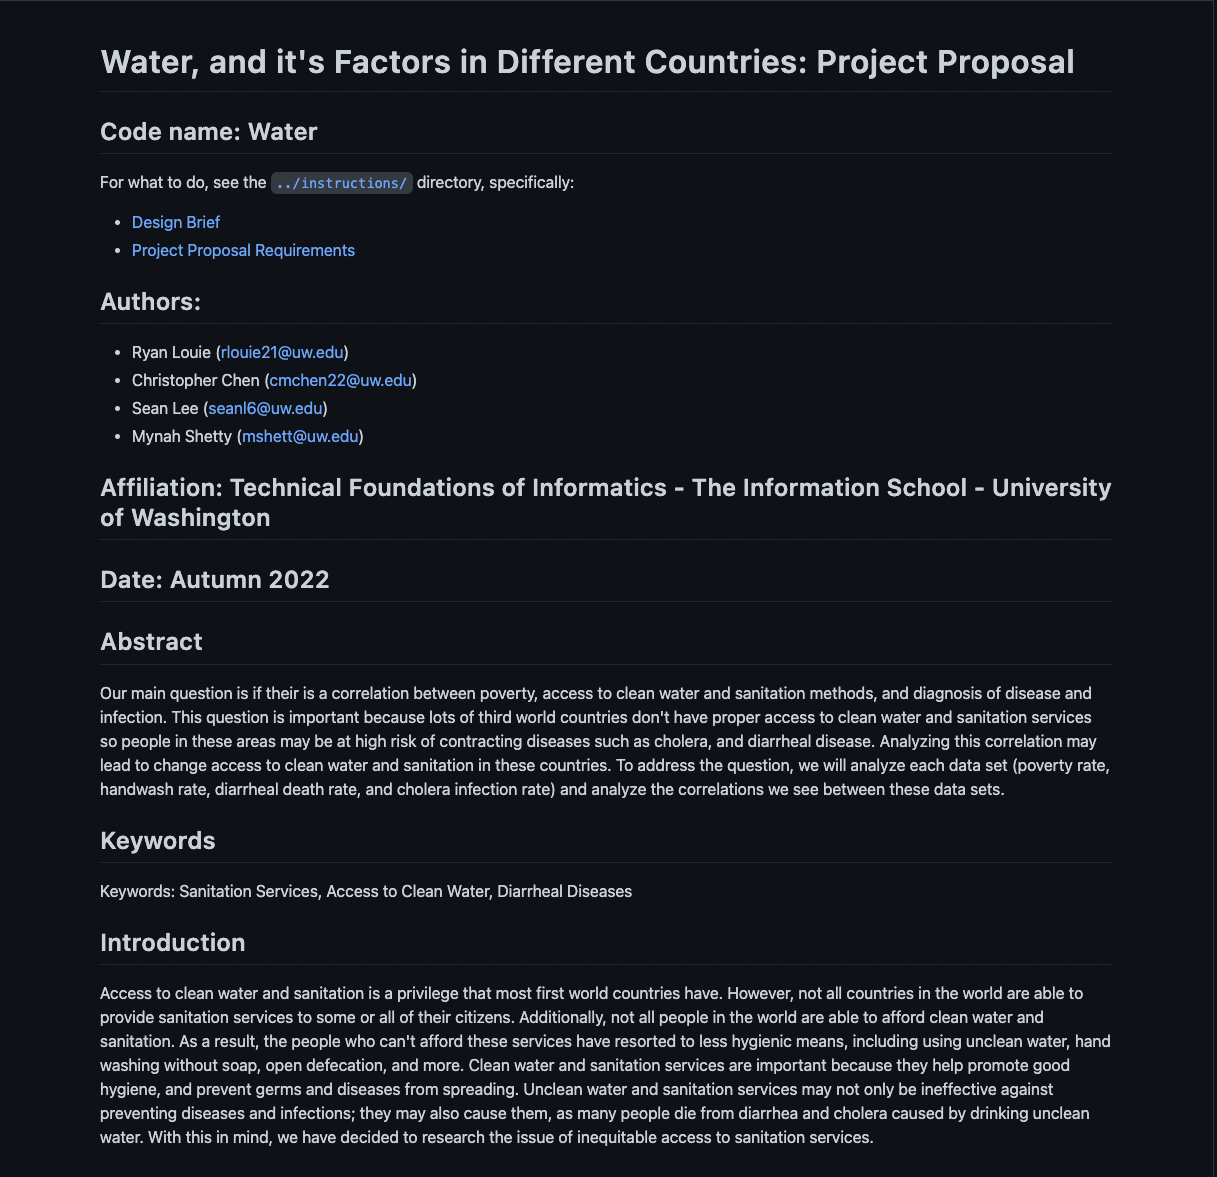 Water, and it's Factors in Different Countries: Project Proposal
Code name: Water
For what to do, see the ../instructions/ directory, specifically:
• Design Brief
• Project Proposal Requirements
Authors:
• Ryan Louie (rlouie21@uw.edu)
• Christopher Chen (cmchen22@uw.edu)
• Sean Lee (seanl6@uw.edu)
• Mynah Shetty (mshett@uw.edu)
Affiliation: Technical Foundations of Informatics - The Information School - University
of Washington
Date: Autumn 2022
Abstract
Our main question is if their is a correlation between poverty, access to clean water and sanitation methods, and diagnosis of disease and
infection. This question is important because lots of third world countries don't have proper access to clean water and sanitation services
so people in these areas may be at high risk of contracting diseases such as cholera, and diarrheal disease. Analyzing this correlation may
lead to change access to clean water and sanitation in these countries. To address the question, we will analyze each data set (poverty rate,
handwash rate, diarrheal death rate, and cholera infection rate) and analyze the correlations we see between these data sets.
Keywords
Keywords: Sanitation Services, Access to Clean Water, Diarrheal Diseases
Introduction
Access to clean water and sanitation is a privilege that most first world countries have. However, not all countries in the world are able to
provide sanitation services to some or all of their citizens. Additionally, not all people in the world are able to afford clean water and
sanitation. As a result, the people who can't afford these services have resorted to less hygienic means, including using unclean water, hand
washing without soap, open defecation, and more. Clean water and sanitation services are important because they help promote good
hygiene, and prevent germs and diseases from spreading. Unclean water and sanitation services may not only be ineffective against
preventing diseases and infections; they may also cause them, as many people die from diarrhea and cholera caused by drinking unclean
water. With this in mind, we have decided to research the issue of inequitable access to sanitation services.